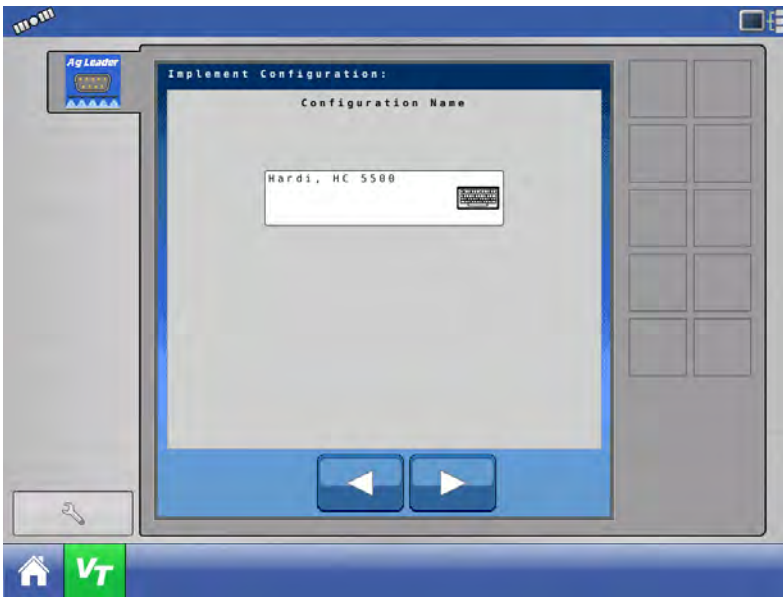 Ag Leader
Implement Configuration:
Configuration Name
Hardi, HC 5500
VT